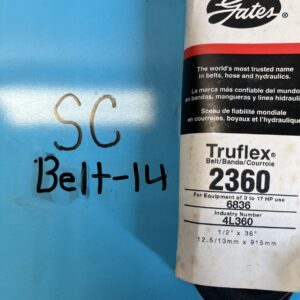 SC
Belt-14
Gates®
The world's most trusted name
in belts, hose and hydraulics.
La marca más confiable del mundo
en bandas, mangueras y línea hidráulica
Sceau de fiabilité mondiale
en courroies, boyaux et l'hydraulique
Truflex®
Belt/Banda/Courroie
2360
For Equipment of 3 to 17 HP use
6836
Industry Number
4L360
1/2" x 36"
12.5/13mm x 915mm